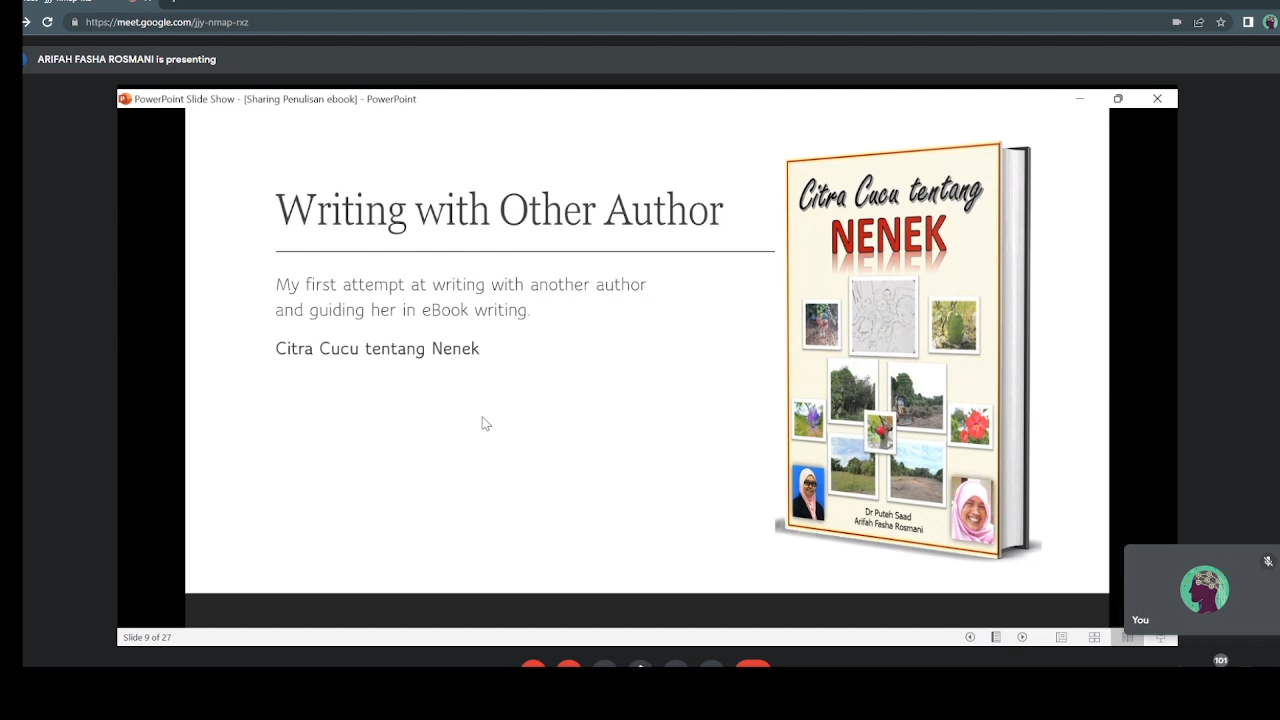 https://meet.google.com/jjy-nmap-rxz
ARIFAH FASHA ROSMANI is presenting
PowerPoint Slide Show - [Sharing Penulisan ebook] - PowerPoint
Writing with Other Author
My first attempt at writing with another author
and guiding her in eBook writing.
Citra Cucu tentang Nenek
Citra Cucu tentang
NENEK
Dr Puteh Saad
Arifah Fasha Rosmani
You
Slide 9 of 27
101